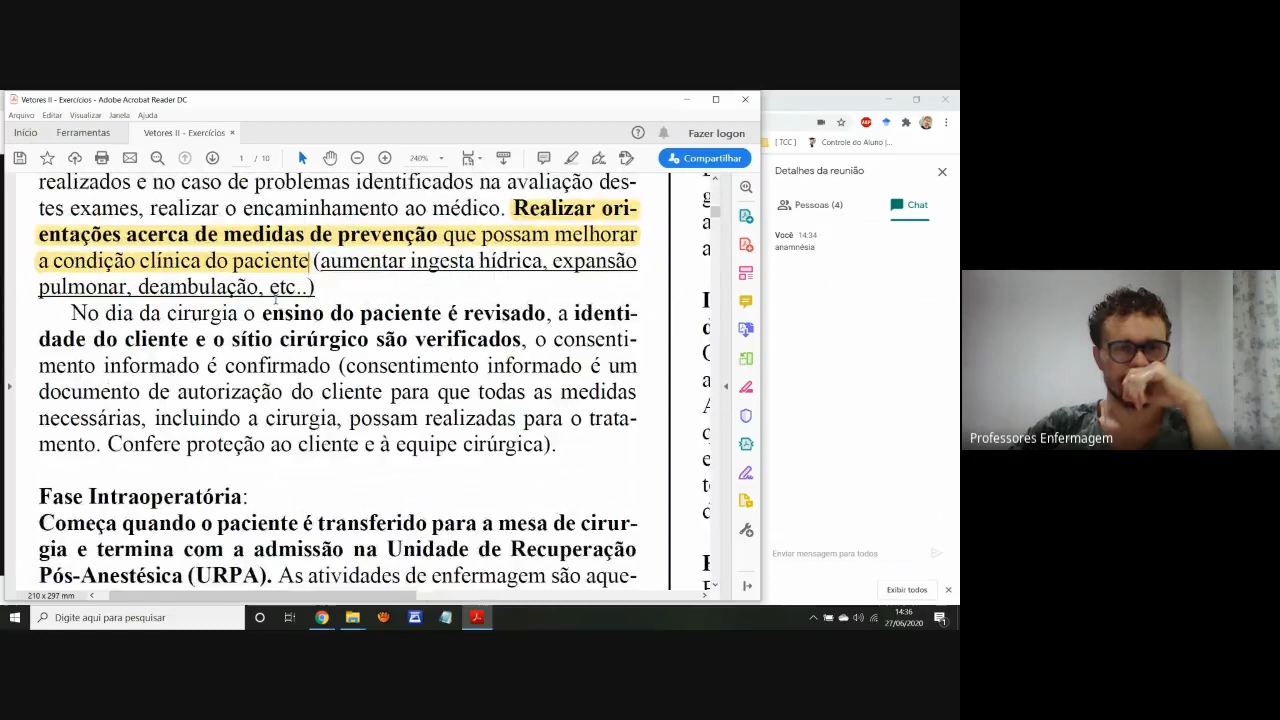 Vetores II - Exercícios - Adobe Acrobat Reader DC
Arquivo Editar Visualizar Janela Ajuda
Início Ferramentas Vetores II - Exercícios × Fazer logon
1 / 10 240% Compartilhar
realizados e no caso de problemas identificados na avaliação des-
tes exames, realizar o encaminhamento ao médico. Realizar ori-
entações acerca de medidas de prevenção que possam melhorar
a condição clínica do paciente (aumentar ingesta hídrica, expansão
pulmonar, deambulação, etc..)
No dia da cirurgia o ensino do paciente é revisado, a identi-
dade do cliente e o sítio cirúrgico são verificados, o consenti-
mento informado é confirmado (consentimento informado é um
documento de autorização do cliente para que todas as medidas
necessárias, incluindo a cirurgia, possam realizadas para o trata-
mento. Confere proteção ao cliente e à equipe cirúrgica).
Fase Intraoperatória:
Começa quando o paciente é transferido para a mesa de cirur-
gia e termina com a admissão na Unidade de Recuperação
Pós-Anestésica (URPA). As atividades de enfermagem são aque-
210 x 297 mm
ABP
[ TCC ] Controle do Aluno |...
Detalhes da reunião
Pessoas (4) Chat
Você 14:34
anamnésia
Enviar mensagem para todos
Exibir todos
Digite aqui para pesquisar
14:36
27/06/2020
1
Professores Enfermagem